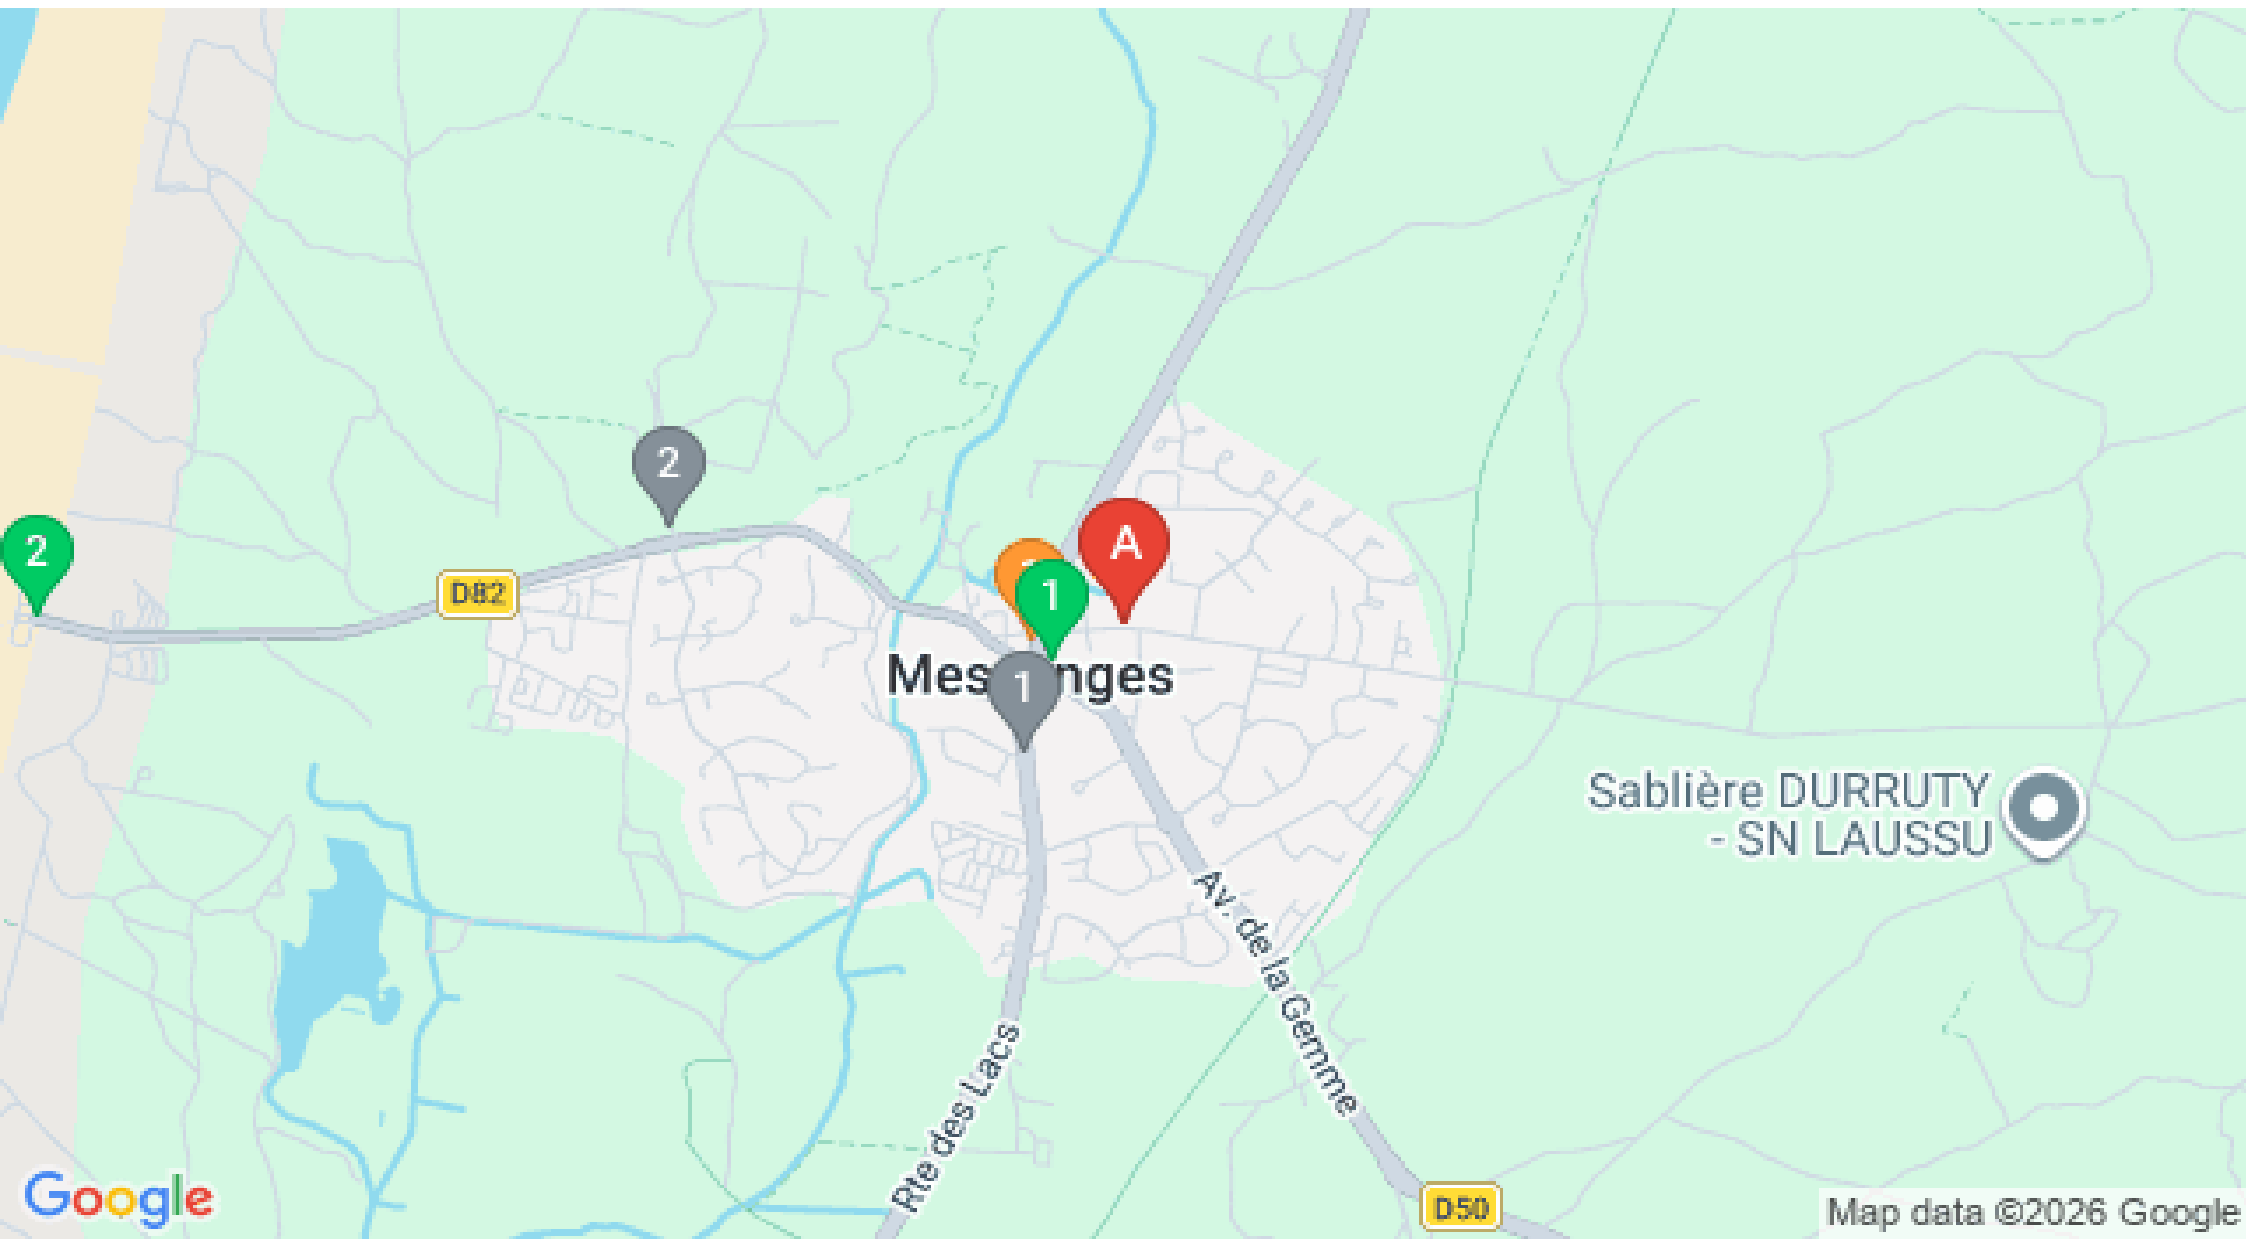 2
A
2
1
D82
Mes nges
1
Sablière DURRUTY
- SN LAUSSU
Av. de la Gemme
Rte des Lacs
Google
D50
Map data ©2026 Google